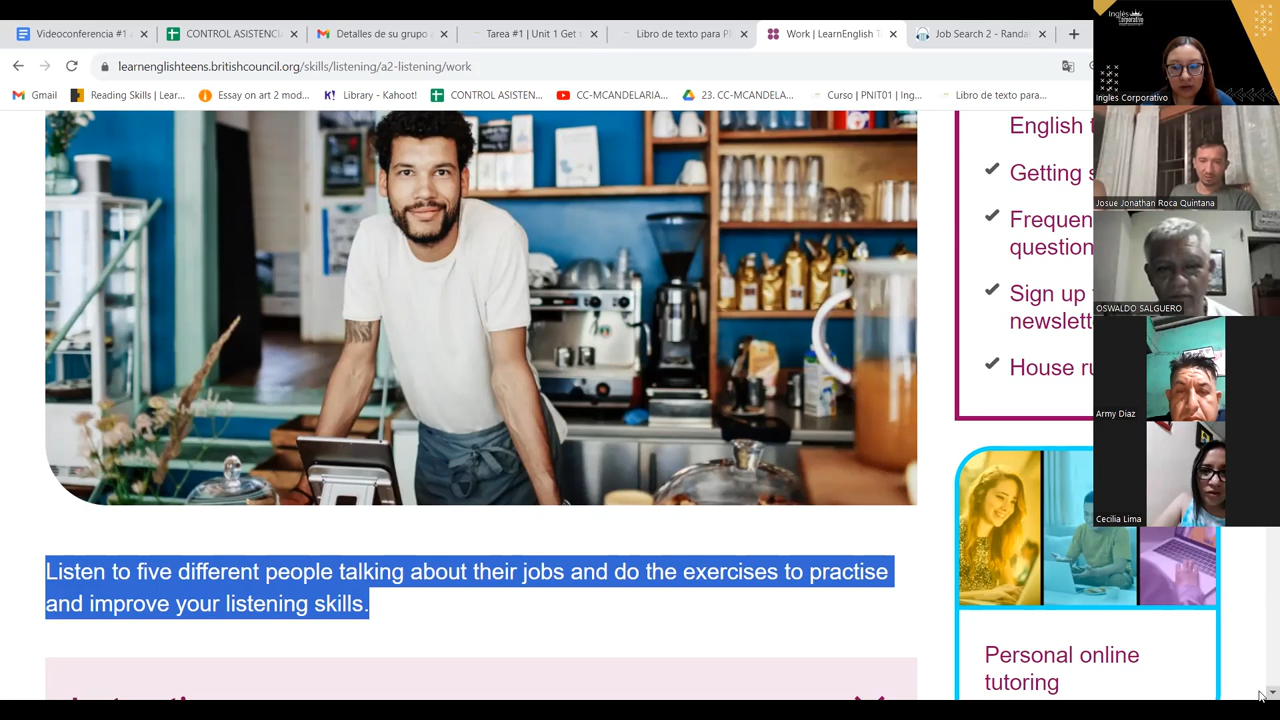 Videoconferencia #1
CONTROL ASISTENCI
Detalles de su grupo
Tarea #1 | Unit 1 Get
Libro de texto para P
Work | LearnEnglish T
Job Search 2 - Randa
learnenglishteens.britishcouncil.org/skills/listening/a2-listening/work
Gmail
Reading Skills | Lear...
Essay on art 2 mod...
Library - Kano...
CONTROL ASISTEN...
CC-MCANDELARIA...
23. CC-MCANDELA...
Curso | PNIT01 | Ing...
Libro de texto para...
Inglés
Corporativo
Ingles Corporativo
Josue Jonathan Roca Quintana
OSWALDO SALGUERO
Army Diaz
Cecilia Lima
English t
Getting s
Frequen
question
Sign up
newslett
House ru
Listen to five different people talking about their jobs and do the exercises to practise
and improve your listening skills.
Personal online
tutoring